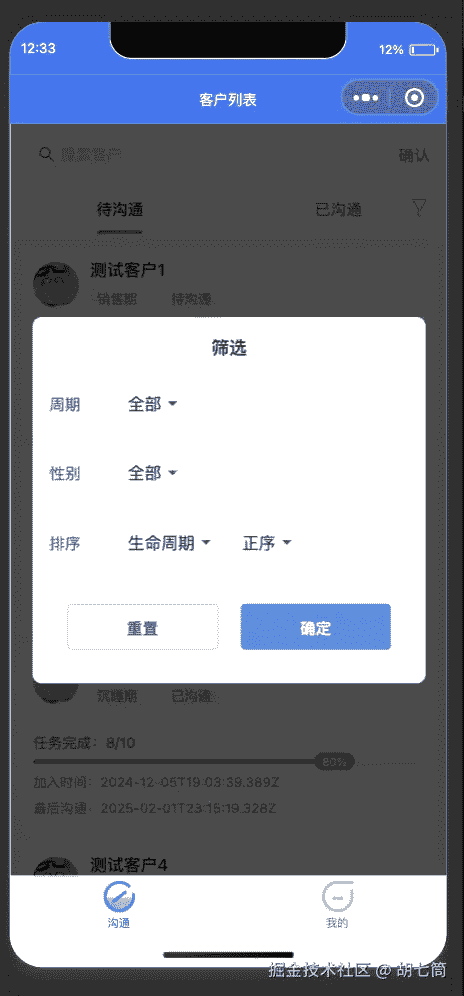 12:33
12%
客户列表
搜索客户
确认
待沟通
已沟通
测试客户1
销售期
待沟通
筛选
周期
全部
性别
全部
排序
生命周期
正序
重置
确定
沉睡期
已沟通
任务完成：8/10
80%
加入时间：2024-12-05T19:03:39.389Z
最后沟通：2025-02-01T23:15:19.328Z
测试客户4
沟通
我的
掘金技术社区 @ 胡七筒